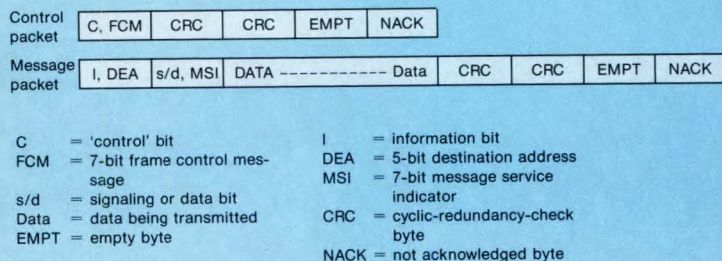 Control packet
C, FCM CRC CRC EMPT NACK
Message packet
I, DEA s/d, MSI DATA ----------- Data CRC CRC EMPT NACK
C = 'control' bit
FCM = 7-bit frame control mes-
sage
s/d = signaling or data bit
Data = data being transmitted
EMPT = empty byte
I = information bit
DEA = 5-bit destination address
MSI = 7-bit message service
indicator
CRC = cyclic-redundancy-check
byte
NACK = not acknowledged byte